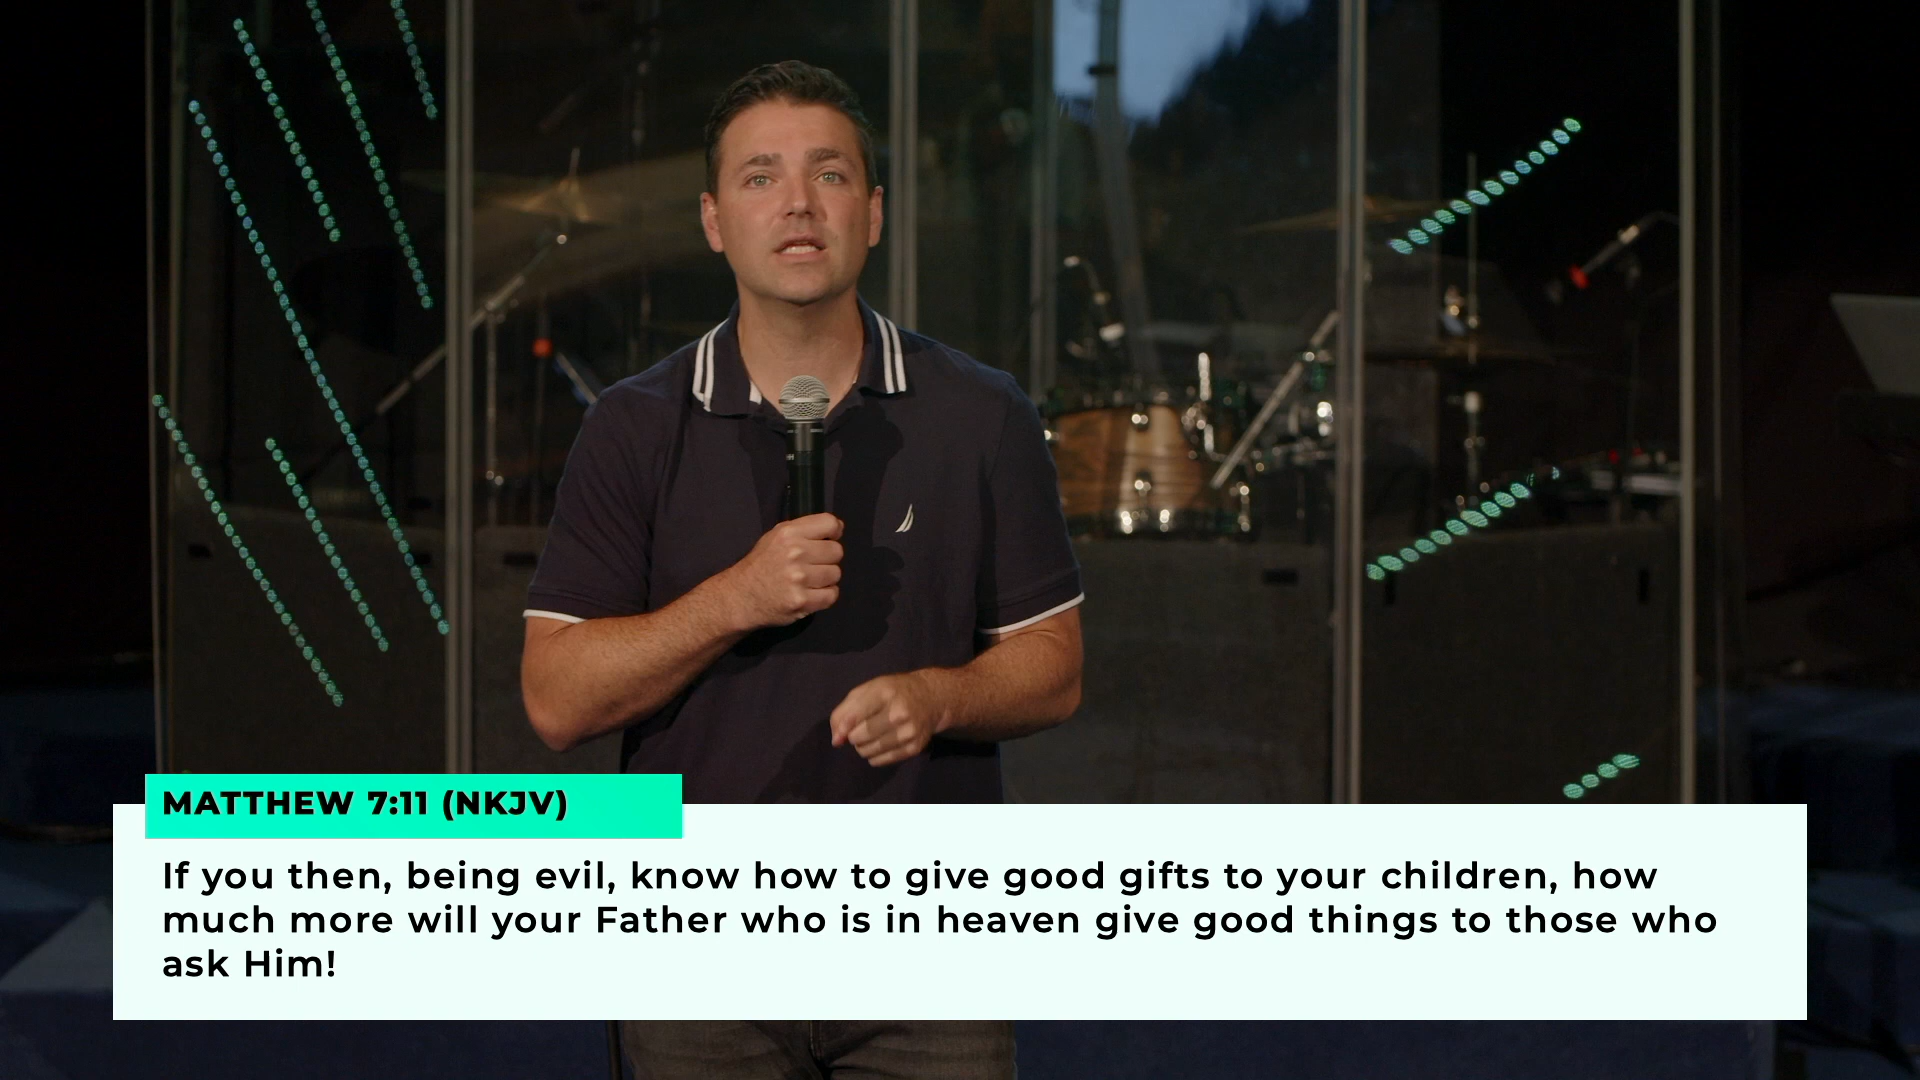 MATTHEW 7:11 (NKJV)
If you then, being evil, know how to give good gifts to your children, how
much more will your Father who is in heaven give good things to those who
ask Him!